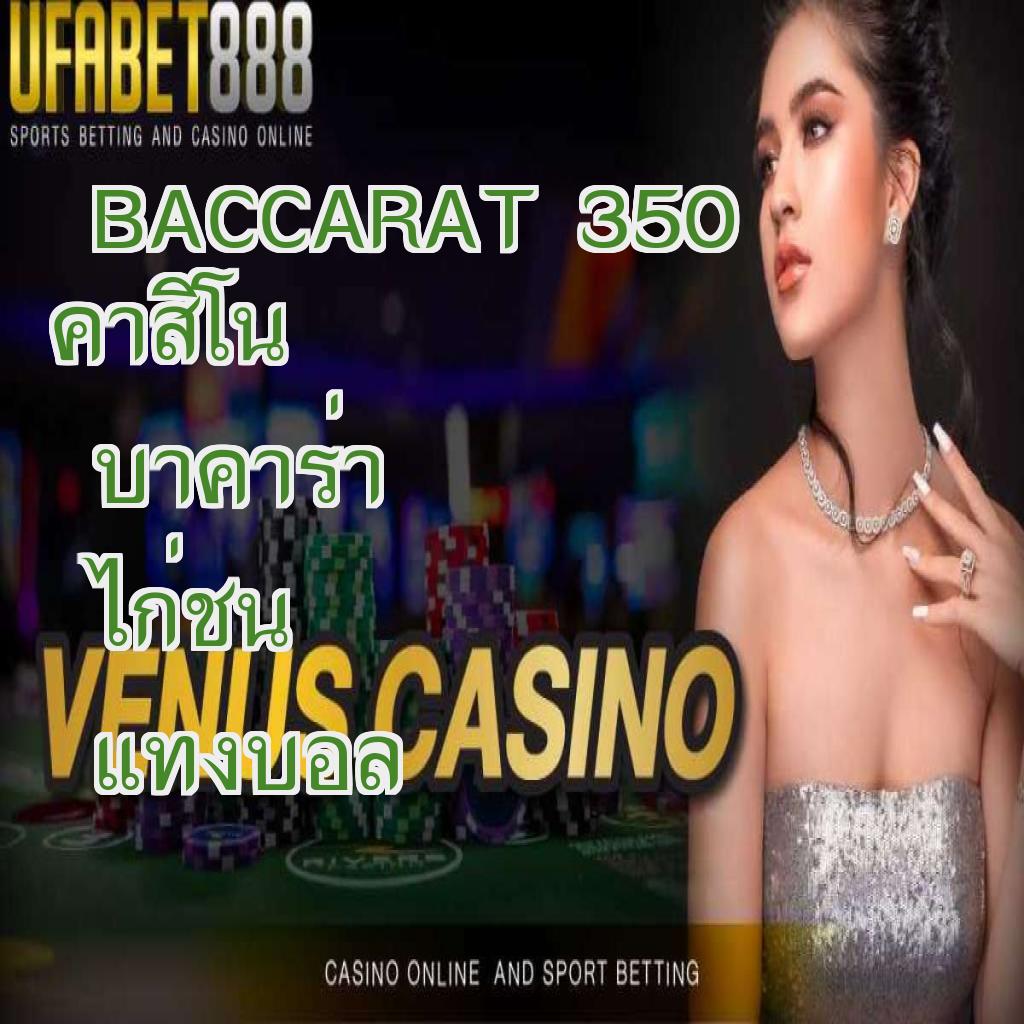 UFABET888
SPORTS BETTING AND CASINO ONLINE
BACCARAT 350
คาสิโน
บาคาร่า
ไก่ชน
VENUS CASINO
แทงบอล
CASINO ONLINE AND SPORT BETTING